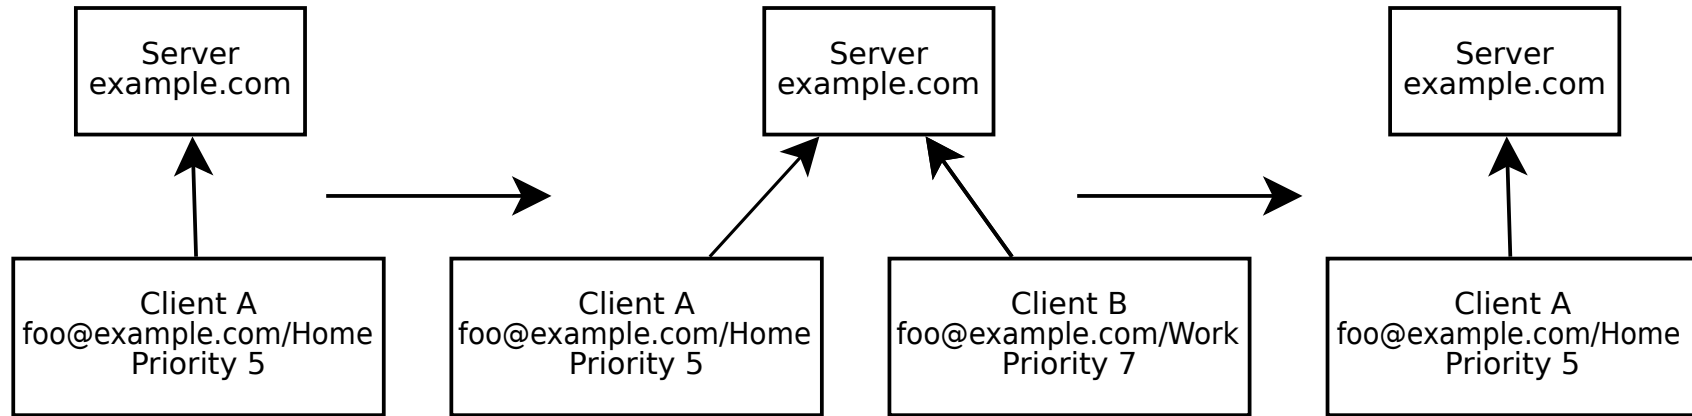 Server
example.com
Server
example.com
Server
example.com
Client A
foo@example.com/Home
Priority 5
Client A
foo@example.com/Home
Priority 5
Client B
foo@example.com/Work
Priority 7
Client A
foo@example.com/Home
Priority 5